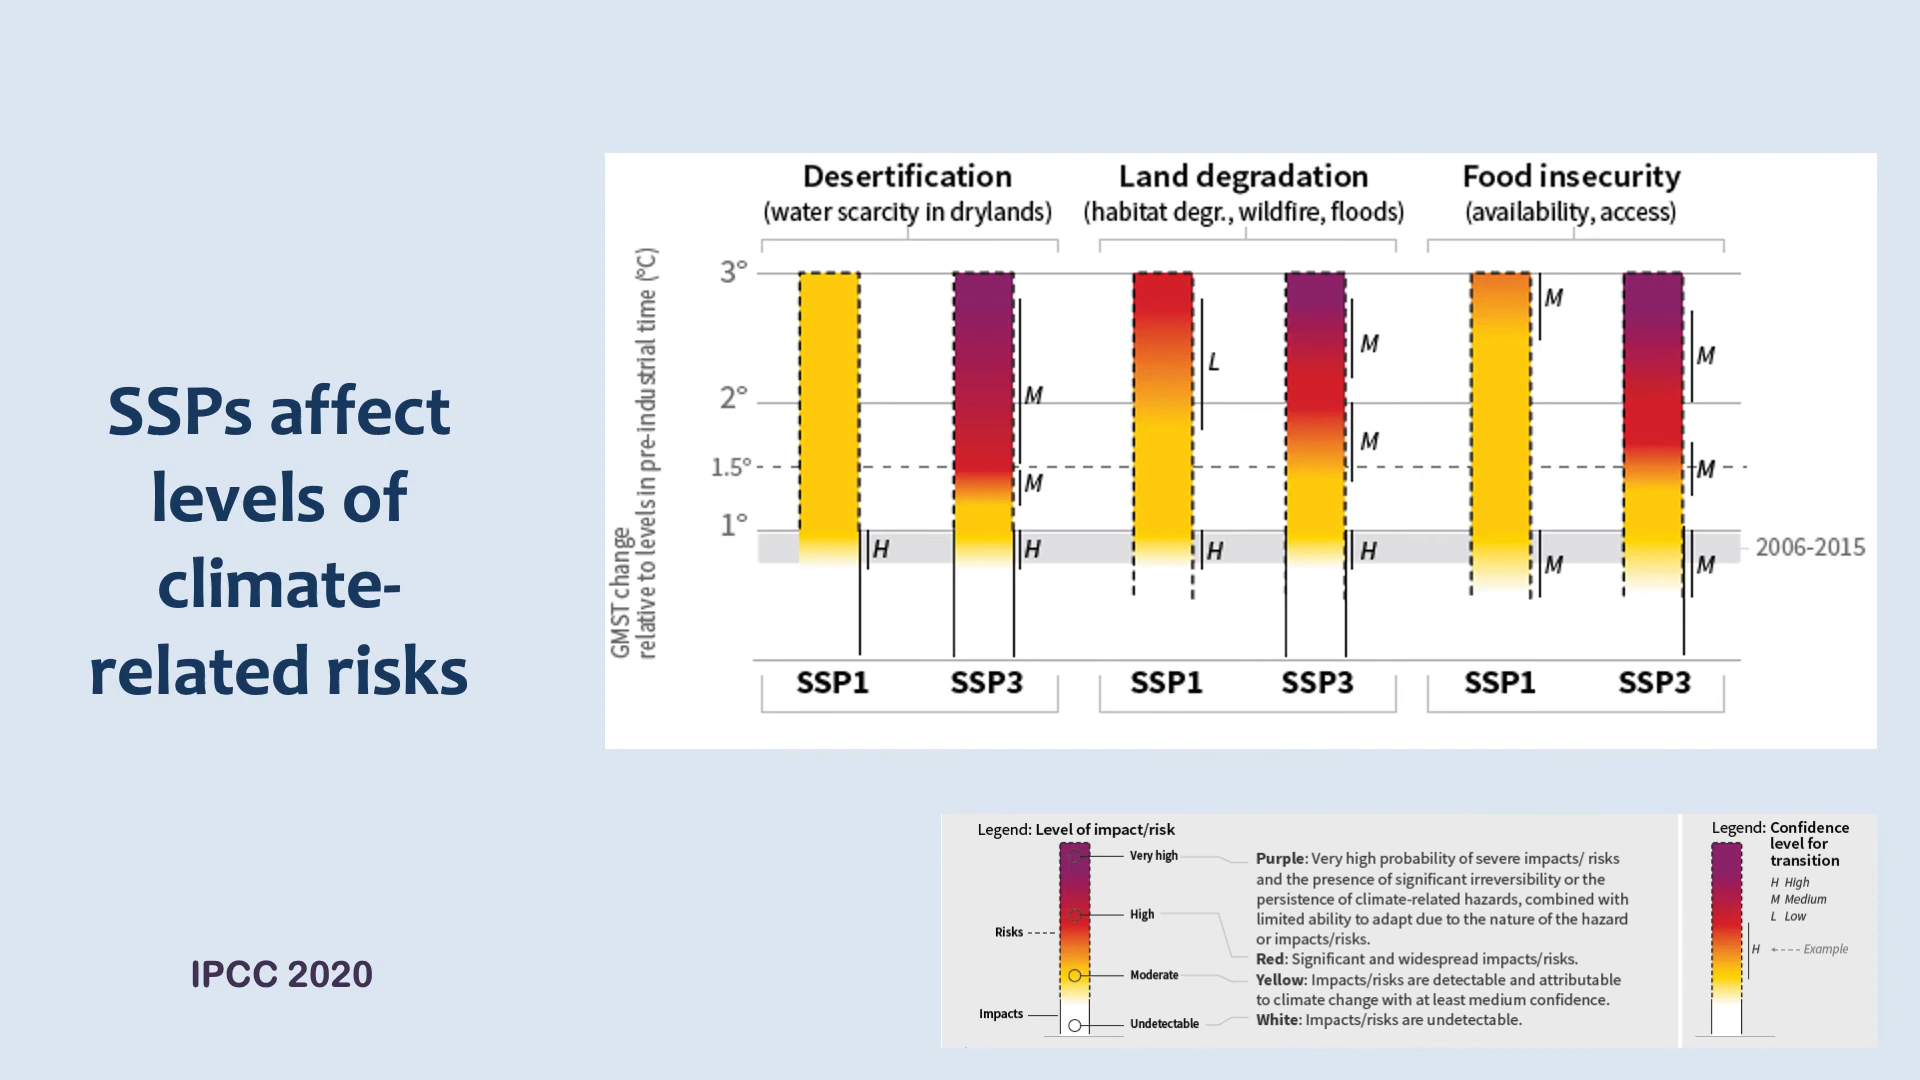 SSPs affect
levels of
climate-
related risks
IPCC 2020
Desertification
(water scarcity in drylands)
Land degradation
(habitat degr., wildfire, floods)
Food insecurity
(availability, access)
GMST change
relative to levels in pre-industrial time (°C)
3°
2°
1.5°
1°
M
M
H
H
L
H
M
M
H
M
M
M
M
M
2006-2015
SSP1
SSP3
SSP1
SSP3
SSP1
SSP3
Legend: Level of impact/risk
Very high
High
Risks
Moderate
Impacts
Undetectable
Purple: Very high probability of severe impacts/ risks
and the presence of significant irreversibility or the
persistence of climate-related hazards, combined with
limited ability to adapt due to the nature of the hazard
or impacts/risks.
Red: Significant and widespread impacts/risks.
Yellow: Impacts/risks are detectable and attributable
to climate change with at least medium confidence.
White: Impacts/risks are undetectable.
Legend: Confidence
level for
transition
H High
M Medium
L Low
H
Example